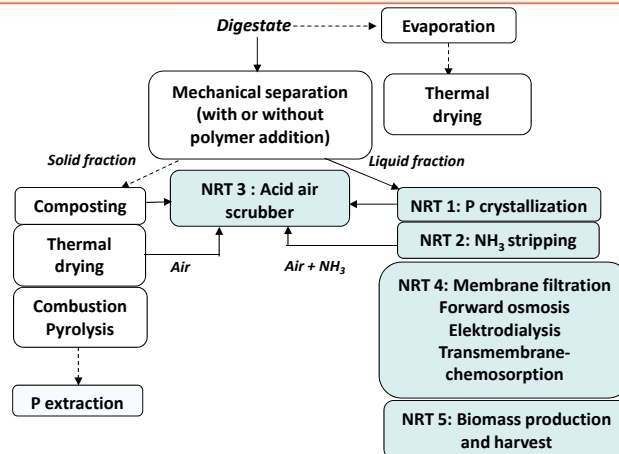 Digestate
Evaporation
Mechanical separation
(with or without
polymer addition)
Thermal
drying
Solid fraction
Liquid fraction
Composting
NRT 3 : Acid air
scrubber
NRT 1: P crystallization
NRT 2: NH₃ stripping
Thermal
drying
Air
Air + NH₃
Combustion
Pyrolysis
NRT 4: Membrane filtration
Forward osmosis
Elektrodialysis
Transmembrane-
chemosorption
P extraction
NRT 5: Biomass production
and harvest